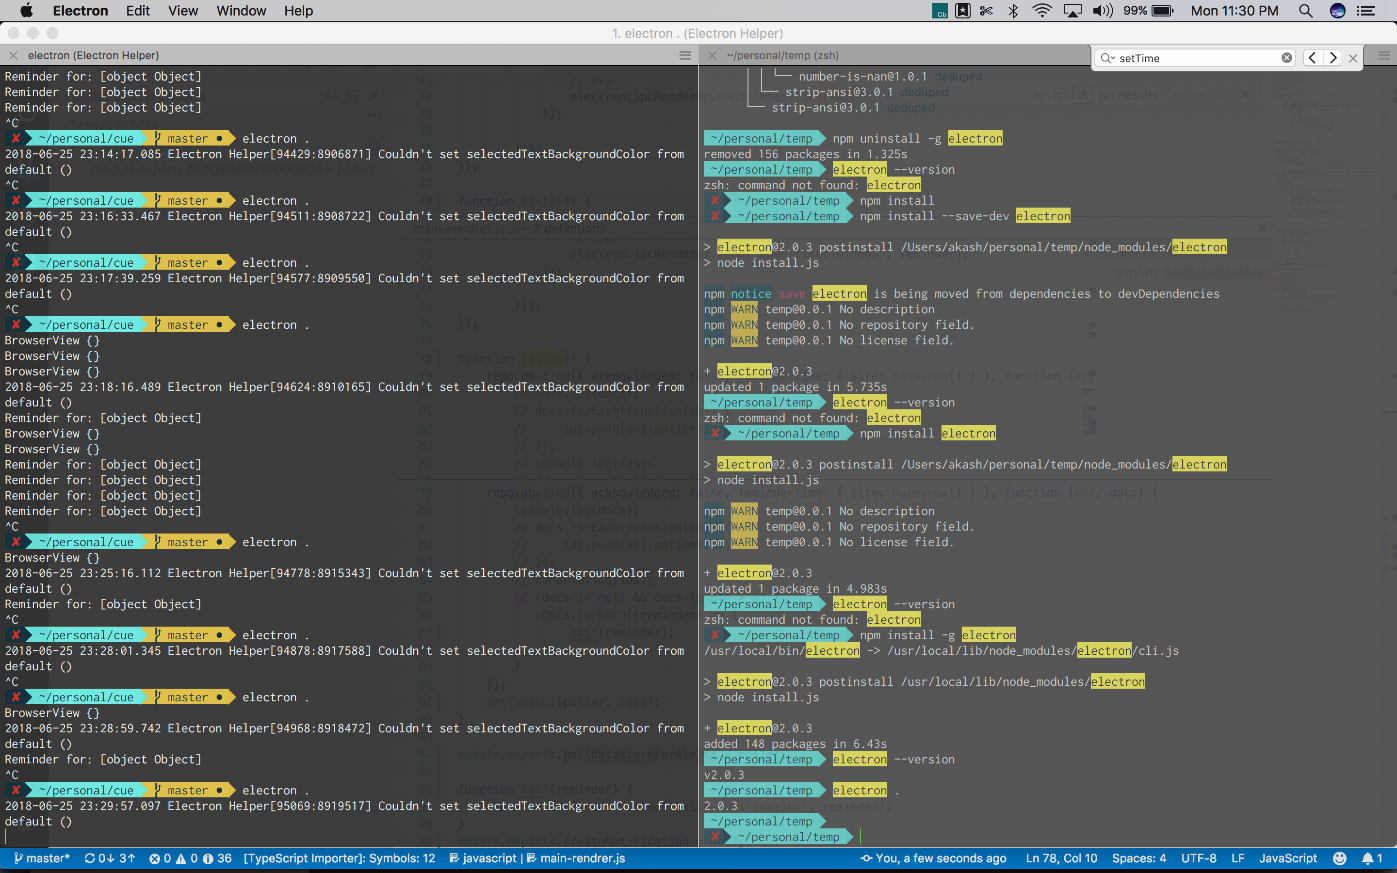 Electron Edit View Window Help 99% Mon 11:30 PM
1. electron . (Electron Helper)
electron (Electron Helper)
Reminder for: [object Object]
Reminder for: [object Object]
Reminder for: [object Object]
^C
✘ ~/personal/cue master ● electron .
2018-06-25 23:14:17.085 Electron Helper[94429:8906871] Couldn't set selectedTextBackgroundColor from
default ()
^C
✘ ~/personal/cue master ● electron .
2018-06-25 23:16:33.467 Electron Helper[94511:8908722] Couldn't set selectedTextBackgroundColor from
default ()
^C
✘ ~/personal/cue master ● electron .
2018-06-25 23:17:39.259 Electron Helper[94577:8909550] Couldn't set selectedTextBackgroundColor from
default ()
^C
✘ ~/personal/cue master ● electron .
BrowserView {}
BrowserView {}
BrowserView {}
2018-06-25 23:18:16.489 Electron Helper[94624:8910165] Couldn't set selectedTextBackgroundColor from
default ()
Reminder for: [object Object]
BrowserView {}
BrowserView {}
Reminder for: [object Object]
Reminder for: [object Object]
Reminder for: [object Object]
Reminder for: [object Object]
^C
✘ ~/personal/cue master ● electron .
BrowserView {}
2018-06-25 23:25:16.112 Electron Helper[94778:8915343] Couldn't set selectedTextBackgroundColor from
default ()
Reminder for: [object Object]
^C
✘ ~/personal/cue master ● electron .
2018-06-25 23:28:01.345 Electron Helper[94878:8917588] Couldn't set selectedTextBackgroundColor from
default ()
^C
✘ ~/personal/cue master ● electron .
BrowserView {}
2018-06-25 23:28:59.742 Electron Helper[94968:8918472] Couldn't set selectedTextBackgroundColor from
default ()
Reminder for: [object Object]
^C
✘ ~/personal/cue master ● electron .
2018-06-25 23:29:57.097 Electron Helper[95069:8919517] Couldn't set selectedTextBackgroundColor from
default ()
~/personal/temp (zsh)
setTime
number-is-nan@1.0.1 deduped
strip-ansi@3.0.1 deduped
strip-ansi@3.0.1 deduped
No Results
~/personal/temp npm uninstall -g electron
removed 156 packages in 1.325s
~/personal/temp electron --version
zsh: command not found: electron
✘ ~/personal/temp npm install
✘ ~/personal/temp npm install --save-dev electron
> electron@2.0.3 postinstall /Users/akash/personal/temp/node_modules/electron
> node install.js
npm notice save electron is being moved from dependencies to devDependencies
npm WARN temp@0.0.1 No description
npm WARN temp@0.0.1 No repository field.
npm WARN temp@0.0.1 No license field.
+ electron@2.0.3
updated 1 package in 5.735s
~/personal/temp electron --version
zsh: command not found: electron
✘ ~/personal/temp npm install electron
> electron@2.0.3 postinstall /Users/akash/personal/temp/node_modules/electron
> node install.js
npm WARN temp@0.0.1 No description
npm WARN temp@0.0.1 No repository field.
npm WARN temp@0.0.1 No license field.
+ electron@2.0.3
updated 1 package in 4.983s
~/personal/temp electron --version
zsh: command not found: electron
✘ ~/personal/temp npm install -g electron
/usr/local/bin/electron -> /usr/local/lib/node_modules/electron/cli.js
> electron@2.0.3 postinstall /usr/local/lib/node_modules/electron
> node install.js
+ electron@2.0.3
added 148 packages in 6.43s
~/personal/temp electron --version
v2.0.3
~/personal/temp electron .
2.0.3
~/personal/temp
✘ ~/personal/temp
master* 0↓ 3↑ 0 0 36 [TypeScript Importer]: Symbols: 12 javascript | main-rendrer.js You, a few seconds ago Ln 78, Col 10 Spaces: 4 UTF-8 LF JavaScript 1